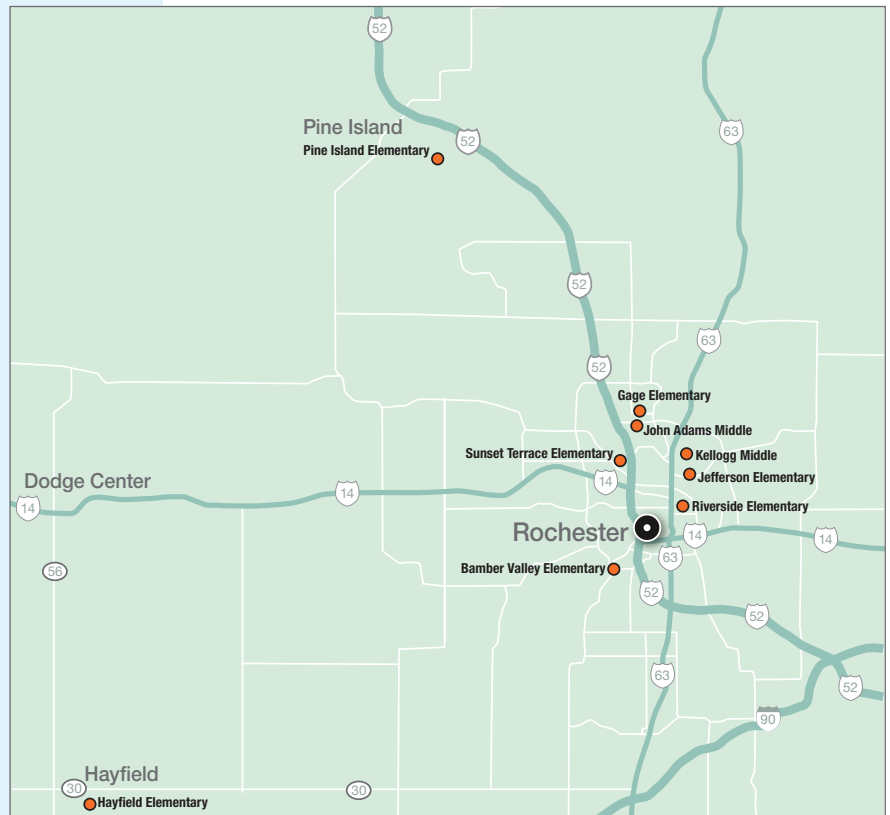 52
63
Pine Island
52
Pine Island Elementary
52
63
52
Gage Elementary
John Adams Middle
Sunset Terrace Elementary
Kellogg Middle
Dodge Center
Jefferson Elementary
14
14
14
Riverside Elementary
Rochester
14
14
63
Bamber Valley Elementary
56
52
52
63
52
90
Hayfield
30
30
Hayfield Elementary